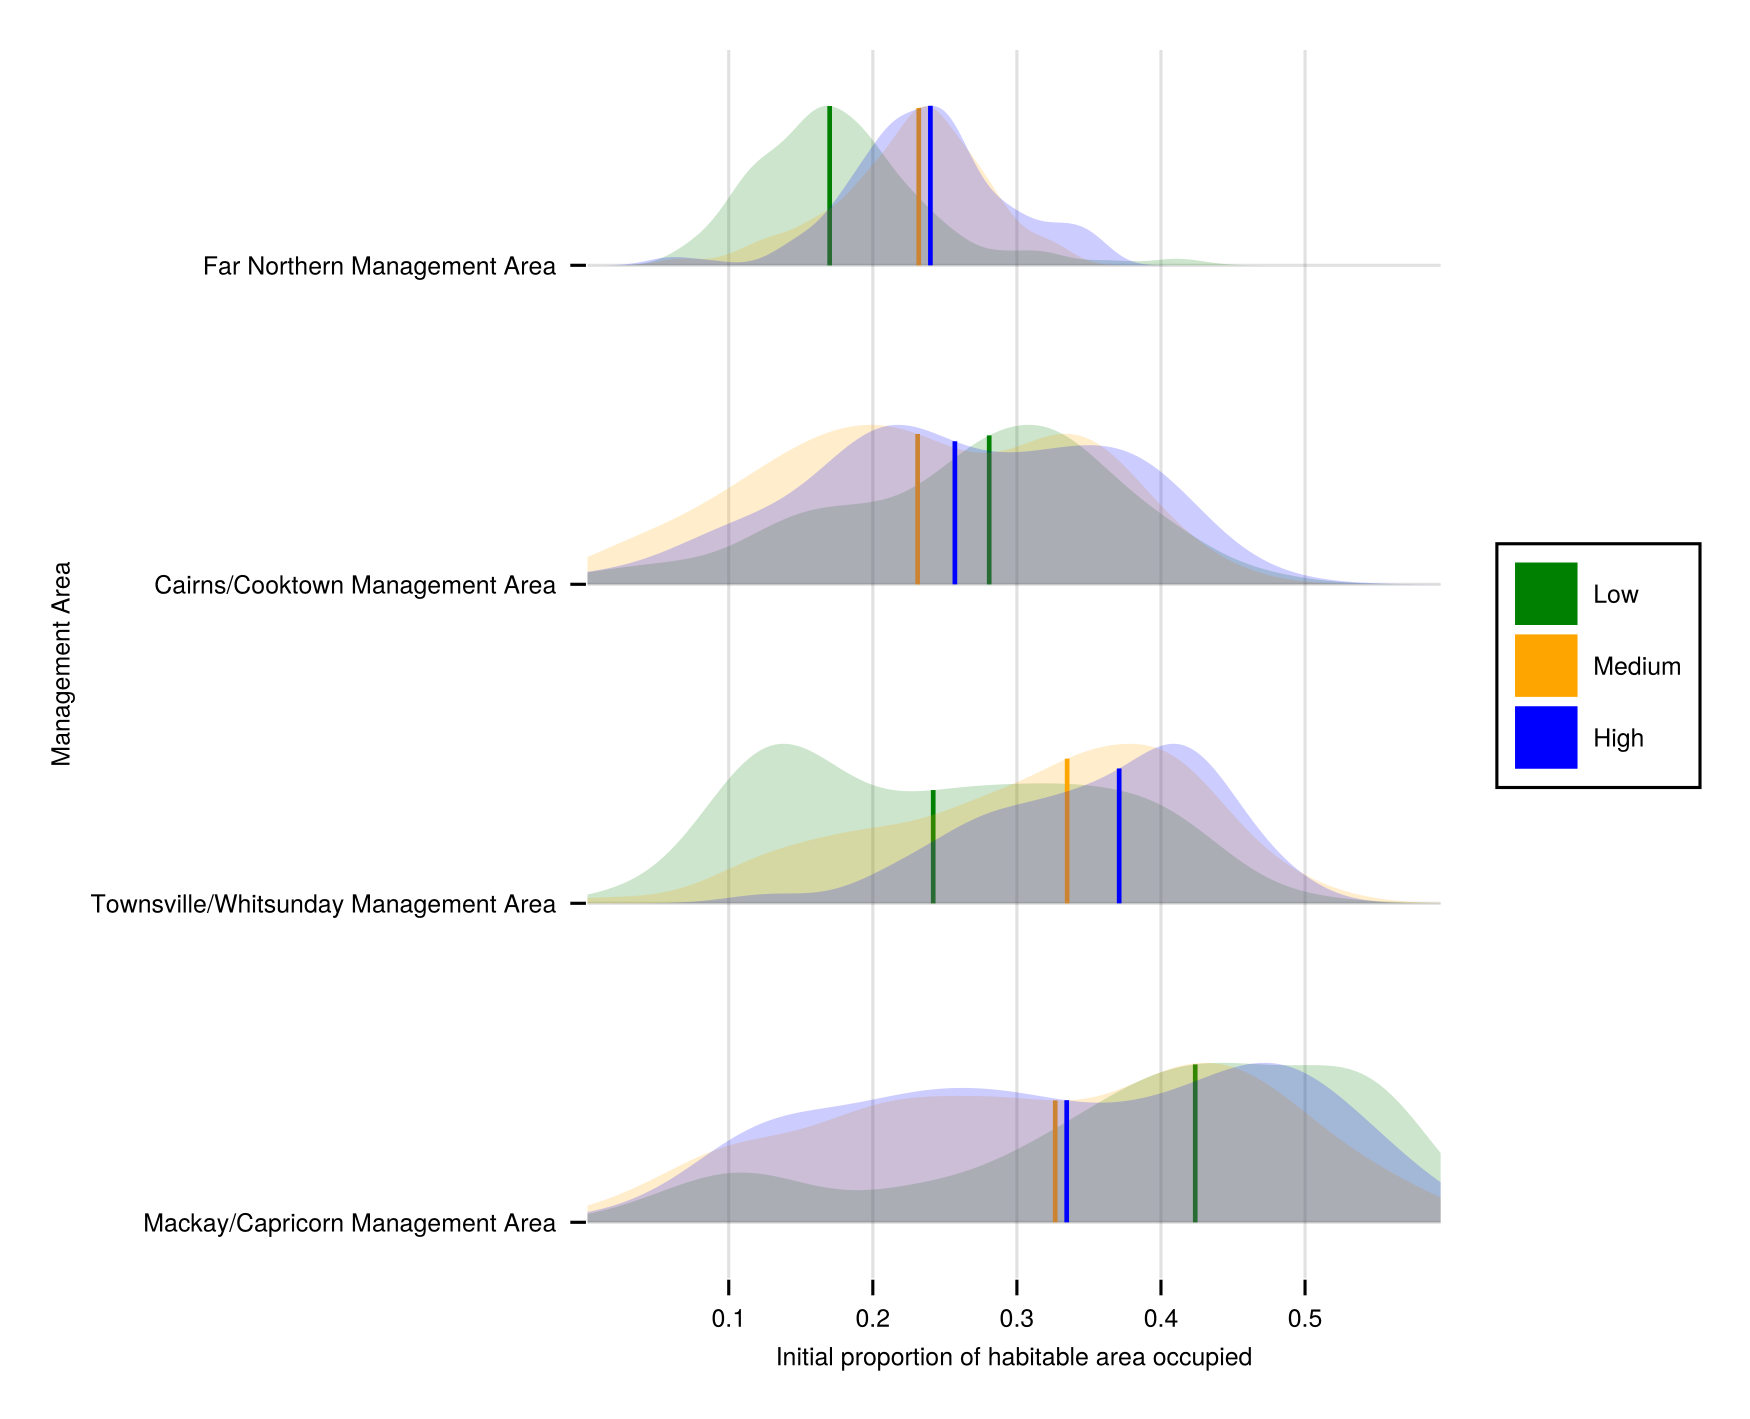 Far Northern Management Area
Cairns/Cooktown Management Area
Townsville/Whitsunday Management Area
Mackay/Capricorn Management Area
Management Area
0.1
0.2
0.3
0.4
0.5
Initial proportion of habitable area occupied
Low
Medium
High